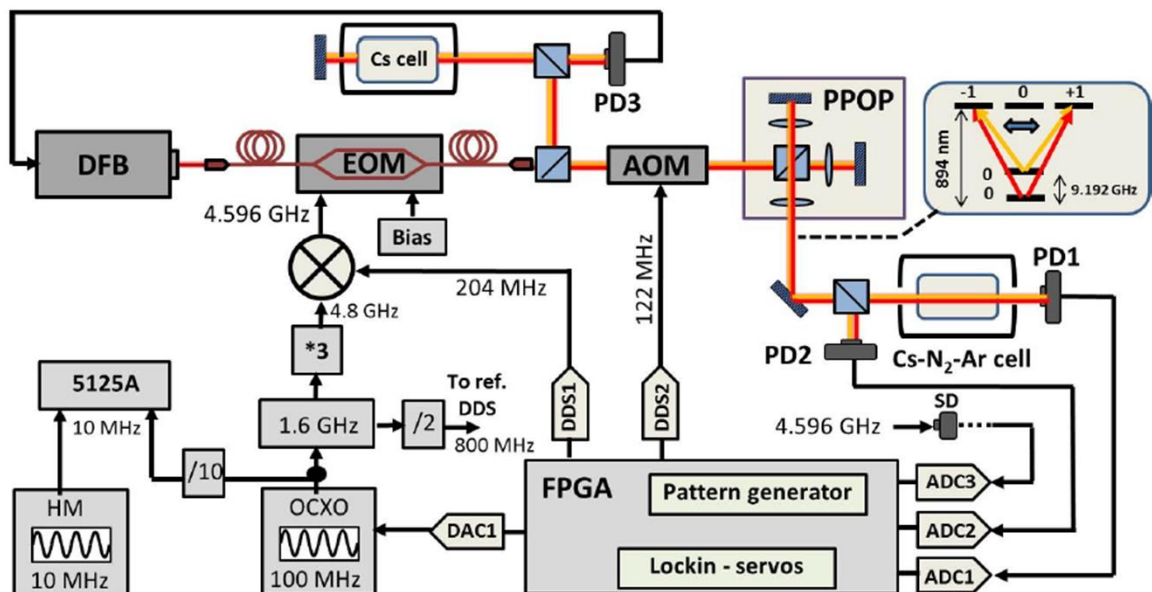 Cs cell
PD3
PPOP
-1 0 +1
894 nm
0
0
9.192 GHz
DFB
EOM
AOM
4.596 GHz
Bias
204 MHz
122 MHz
PD1
4.8 GHz
*3
PD2
Cs-N₂-Ar cell
5125A
10 MHz
1.6 GHz
/2
To ref.
DDS
800 MHz
DDS1
DDS2
4.596 GHz
SD
/10
FPGA
Pattern generator
ADC3
HM
10 MHz
OCXO
100 MHz
DAC1
ADC2
Lockin - servos
ADC1